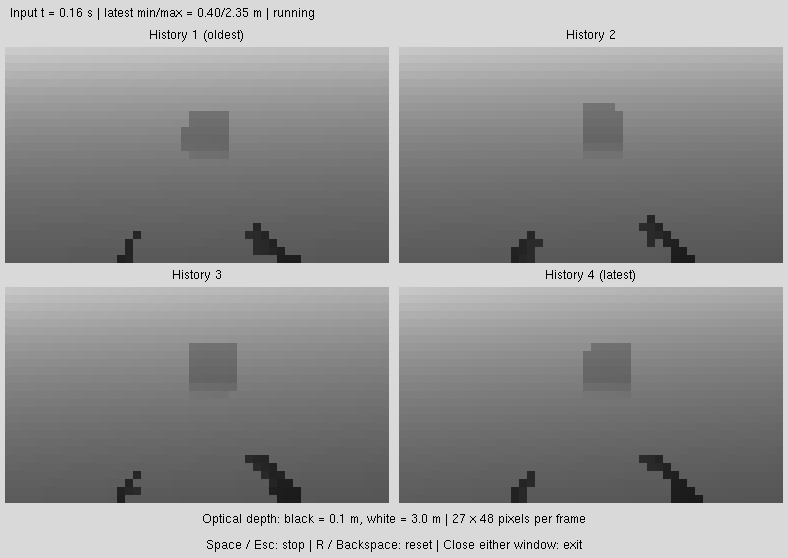 Input t = 0.16 s | latest min/max = 0.40/2.35 m | running
History 1 (oldest)
History 2
History 3
History 4 (latest)
Optical depth: black = 0.1 m, white = 3.0 m | 27 x 48 pixels per frame
Space / Esc: stop | R / Backspace: reset | Close either window: exit